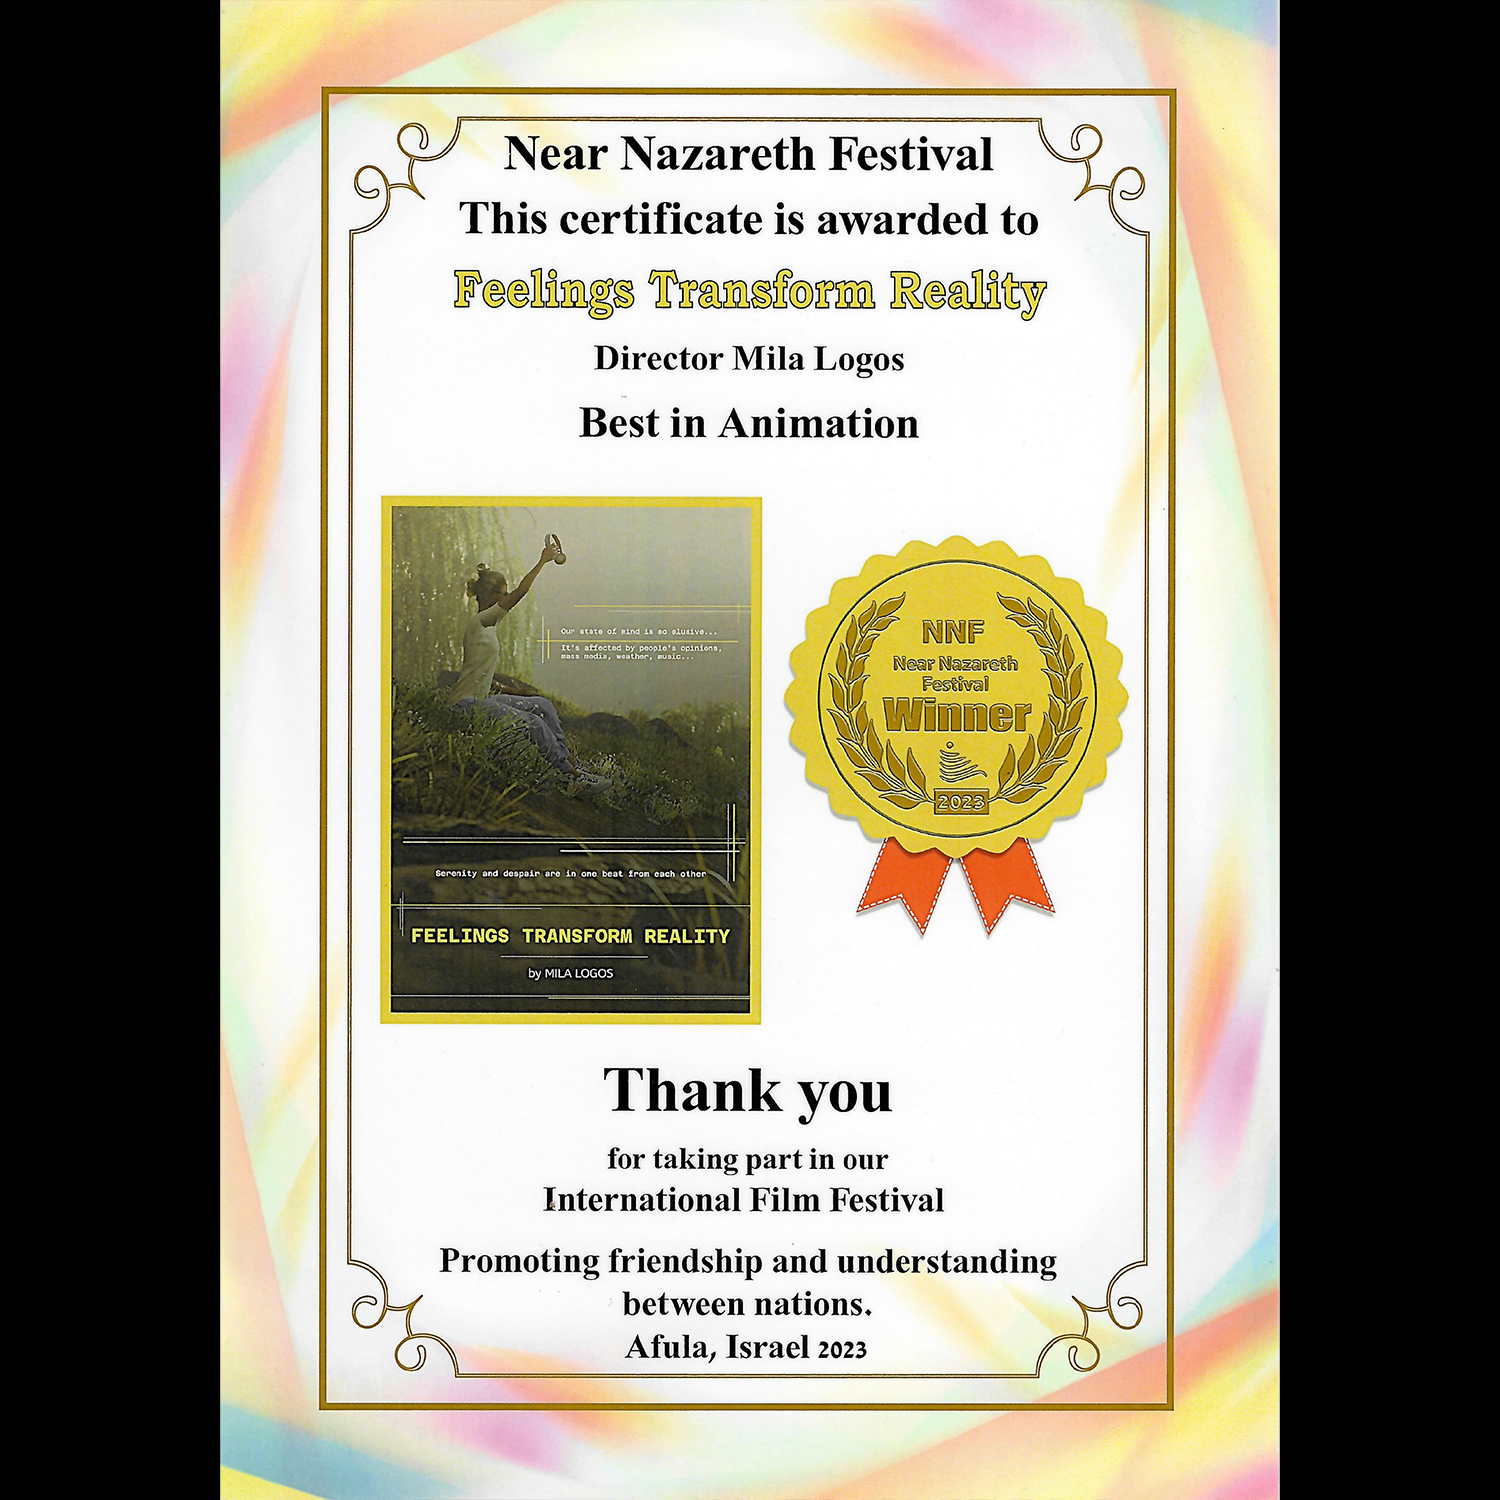 Near Nazareth Festival
This certificate is awarded to
Feelings Transform Reality
Director Mila Logos
Best in Animation
Our state of mind is so elusive...
It's affected by people's opinions,
mass media, weather, music...
Serenity and despair are in one beat from each other
FEELINGS TRANSFORM REALITY
by MILA LOGOS
NNF
Near Nazareth
Festival
Winner
2023
Thank you
for taking part in our
International Film Festival
Promoting friendship and understanding
between nations.
Afula, Israel 2023